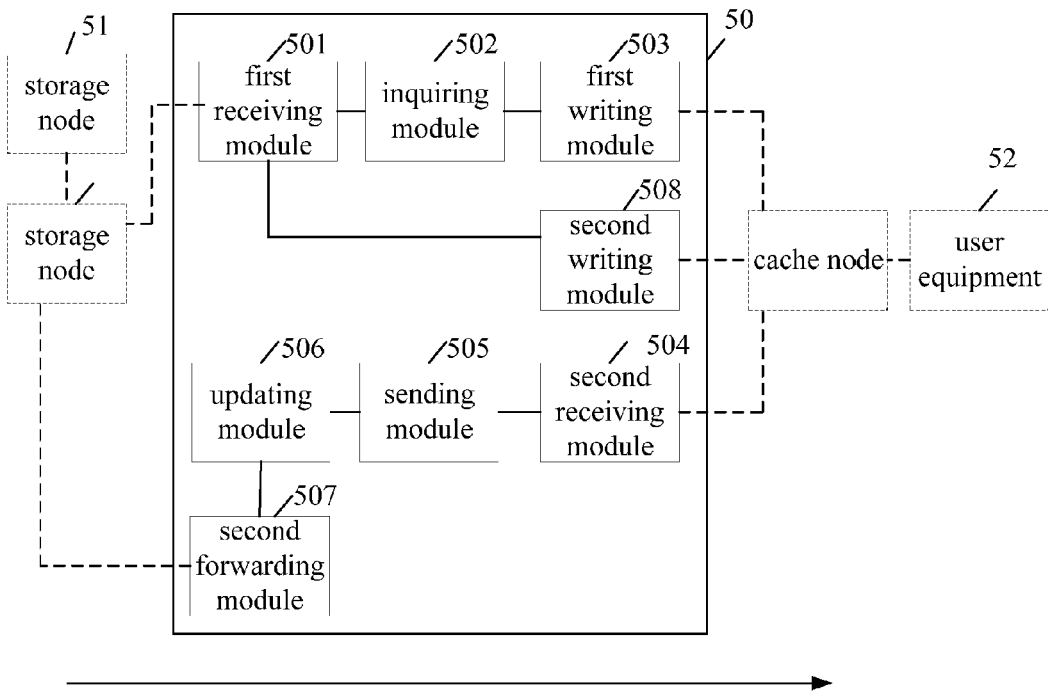 51
storage
node
storage
node
50
501
first
receiving
module
502
inquiring
module
503
first
writing
module
508
second
writing
module
cache node
52
user
equipment
506
updating
module
505
sending
module
504
second
receiving
module
507
second
forwarding
module